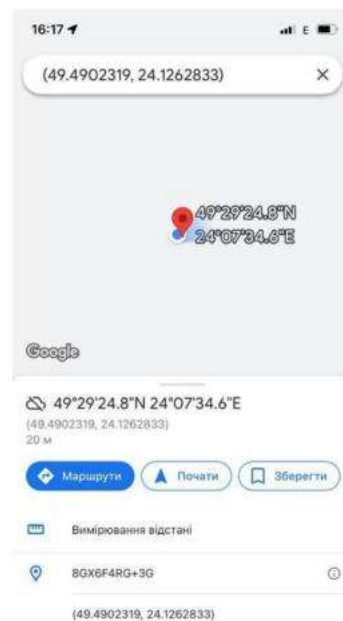 16:17
E
(49.4902319, 24.1262833)
49°29'24.8"N
24°07'34.6"E
Google
49°29'24.8"N 24°07'34.6"E
(49.4902319, 24.1262833)
20 м
Маршрути
Почати
Зберегти
Вимірювання відстані
8GX6F4RG+3G
(49.4902319, 24.1262833)